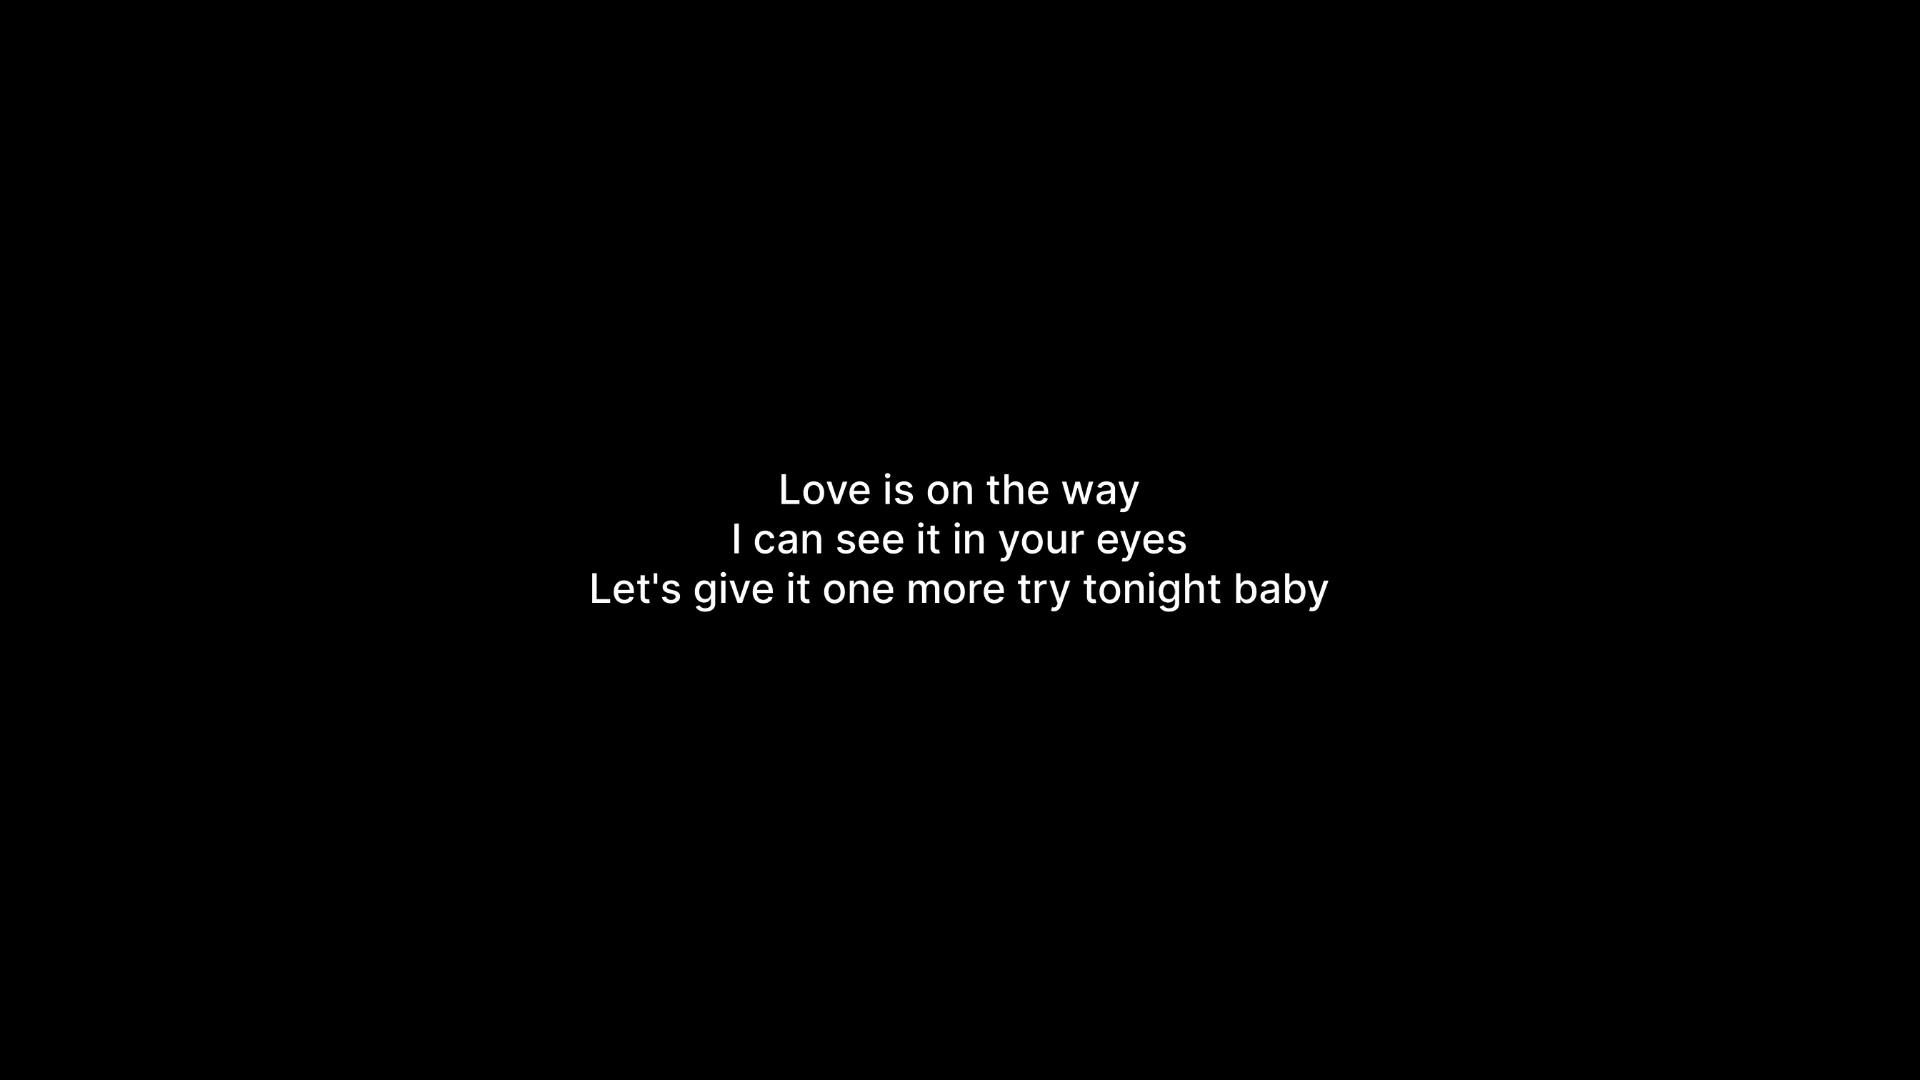 Love is on the way
I can see it in your eyes
Let's give it one more try tonight baby